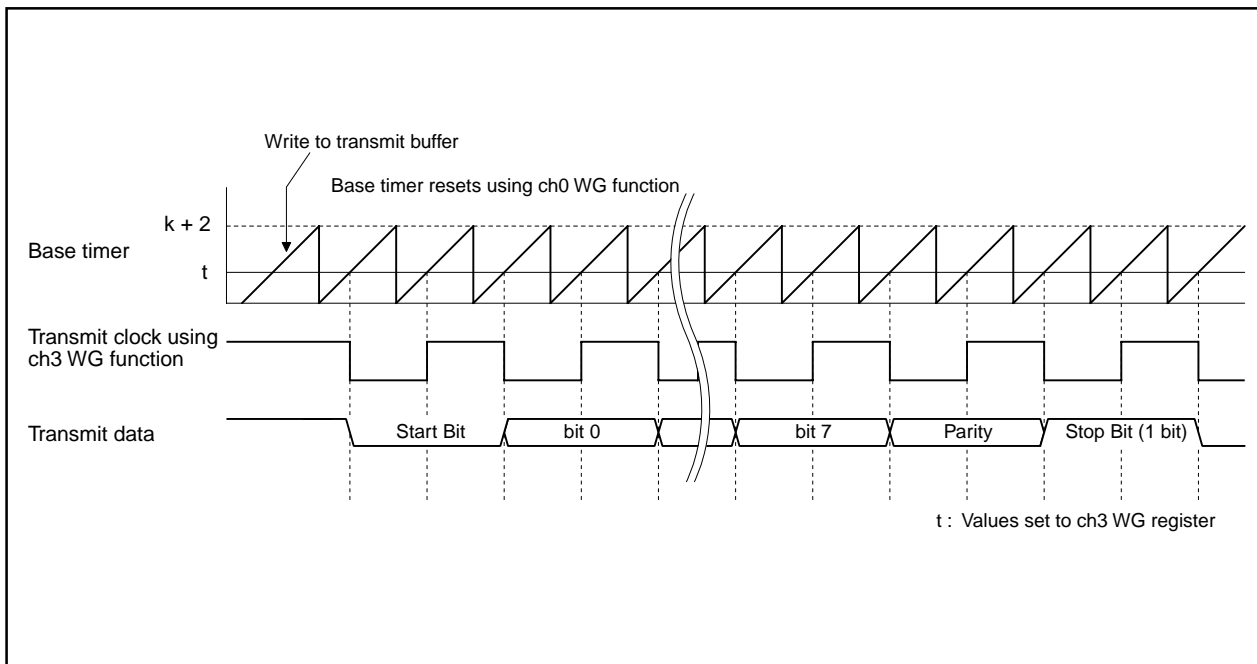 Write to transmit buffer
Base timer resets using ch0 WG function
k + 2
Base timer
t
Transmit clock using
ch3 WG function
Transmit data
Start Bit
bit 0
bit 7
Parity
Stop Bit (1 bit)
t : Values set to ch3 WG register